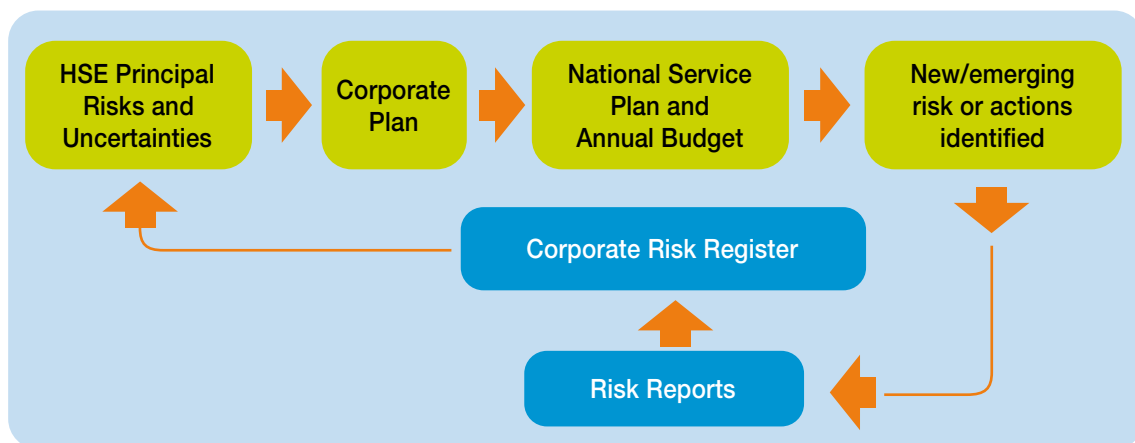 HSE Principal
Risks and
Uncertainties
Corporate
Plan
National Service
Plan and
Annual Budget
New/emerging
risk or actions
identified
Corporate Risk Register
Risk Reports